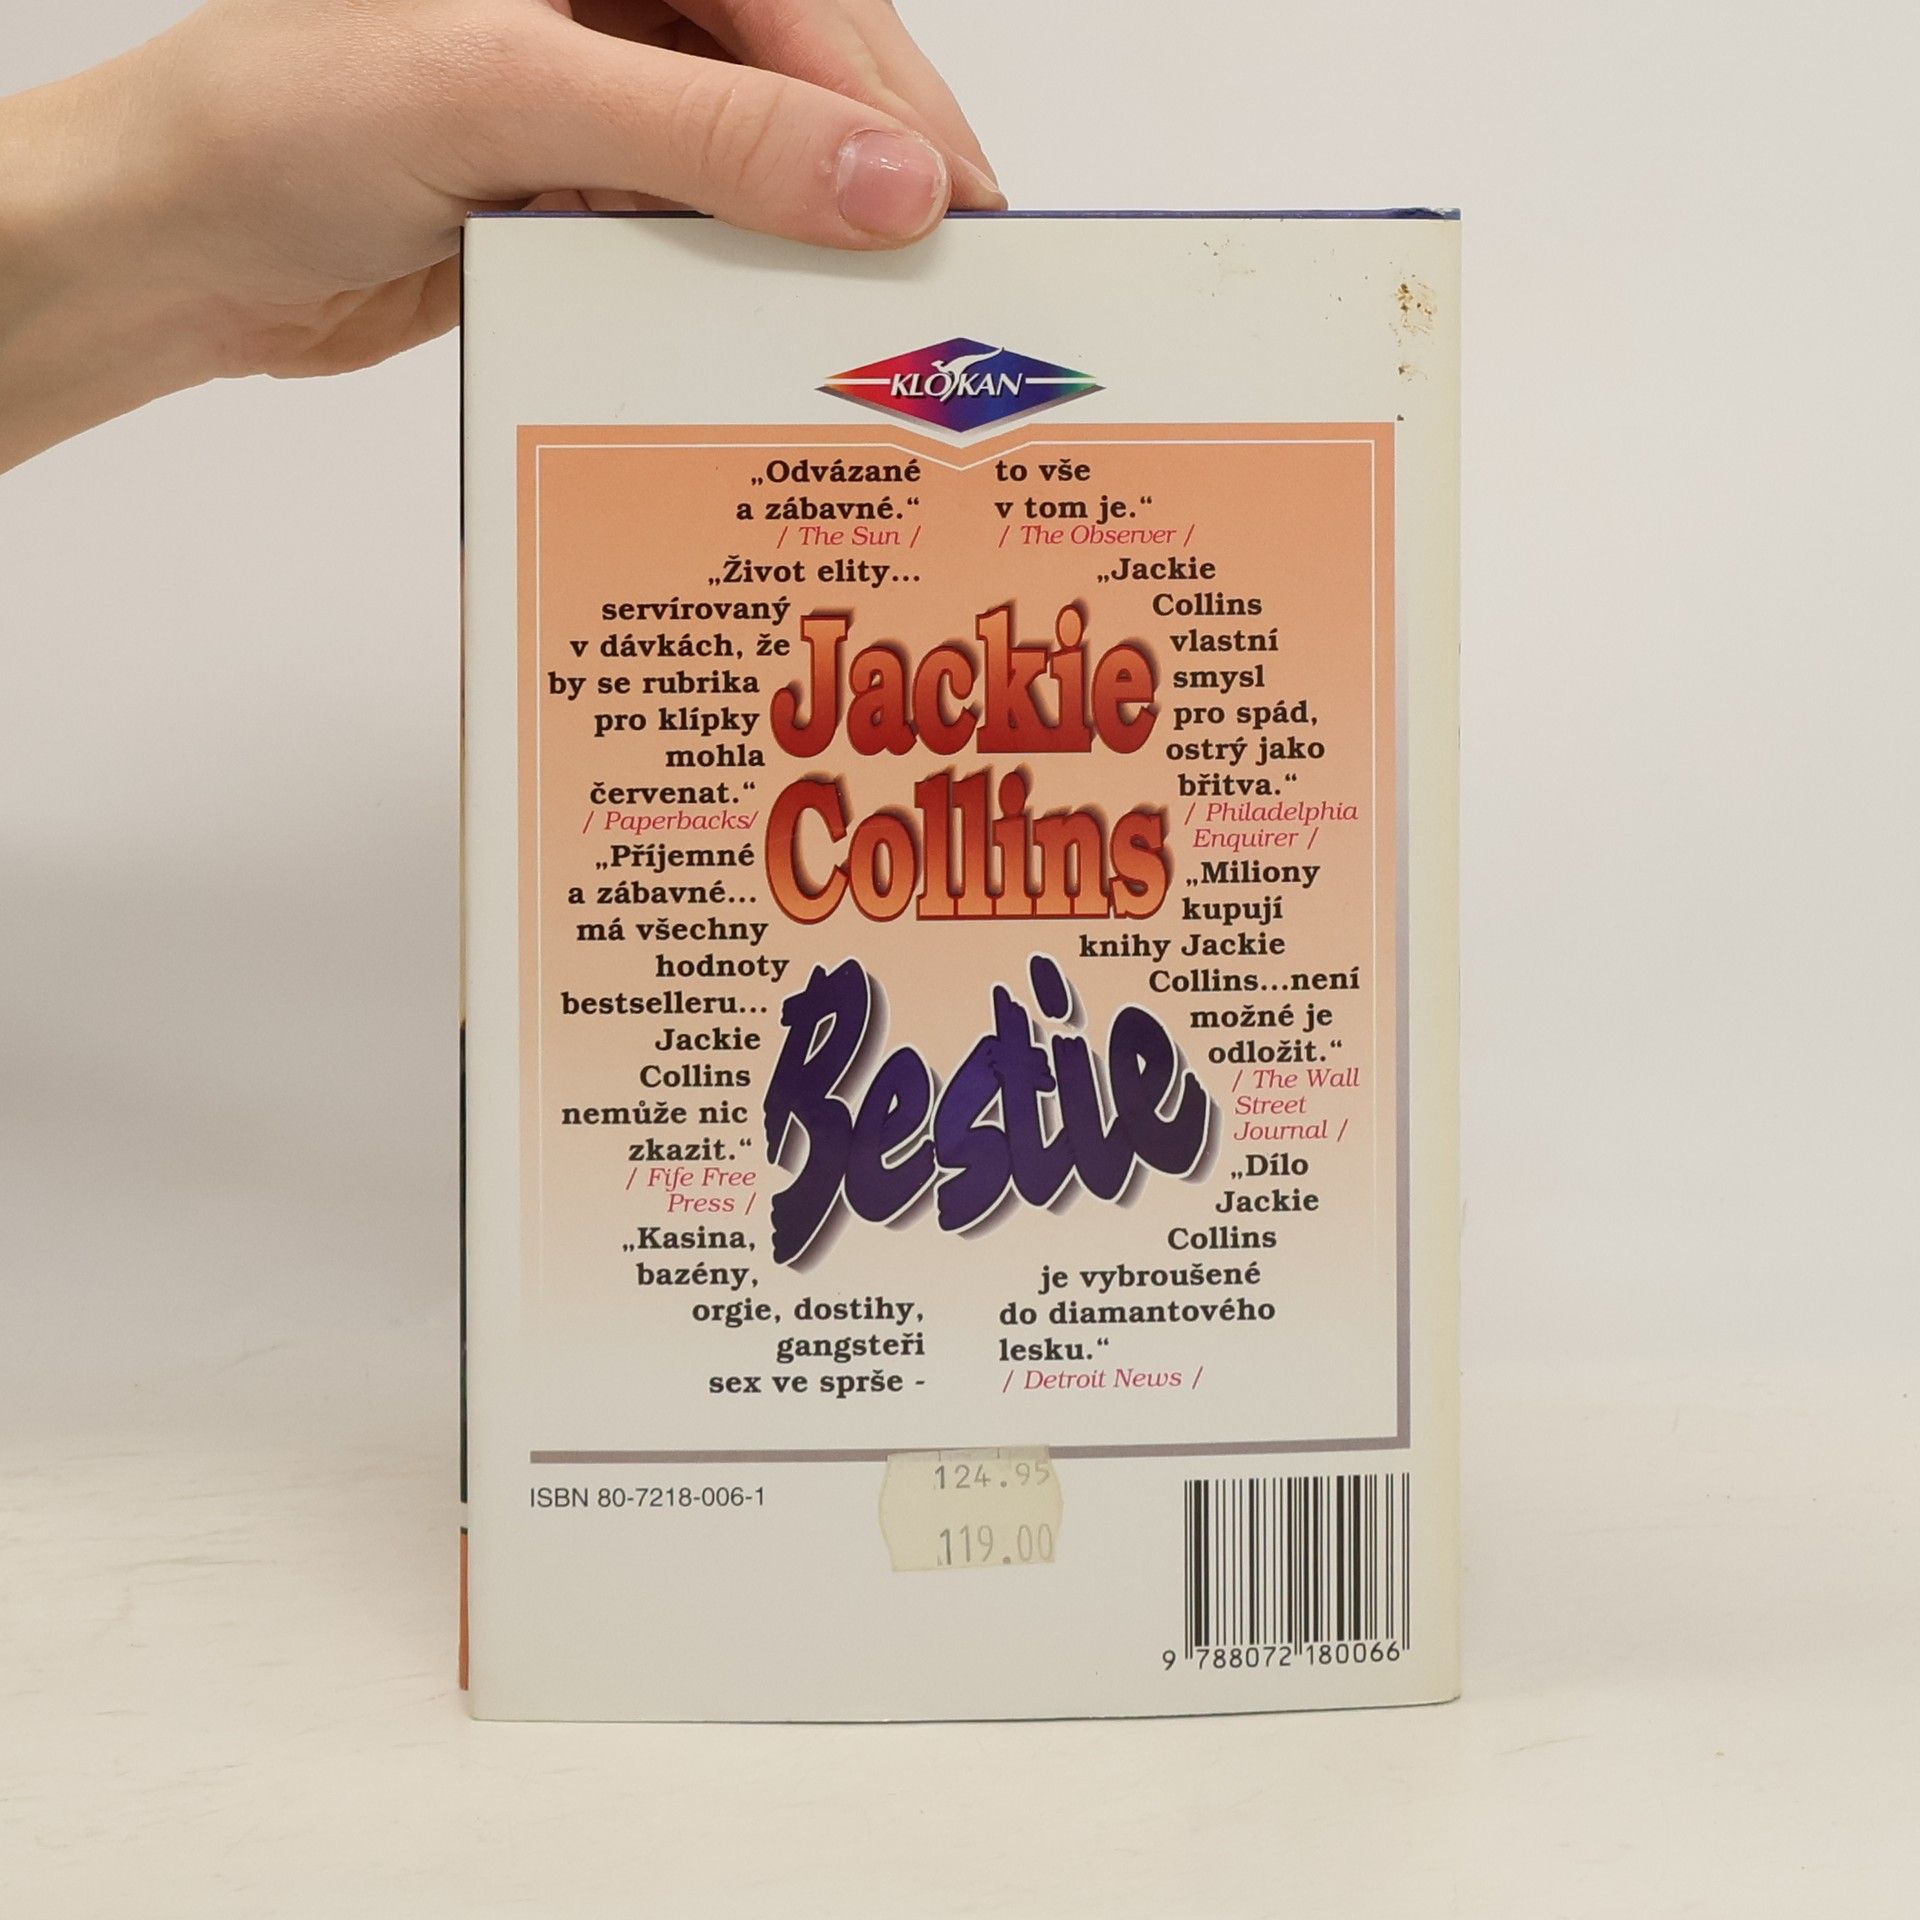 KLOKAN
„Odvázané
a zábavné.“
/ The Sun /
„Život elity...
servírovaný
v dávkách, že
by se rubrika
pro klípky
mohla
červenat.“
/ Paperbacks/
„Příjemné
a zábavné...
má všechny
hodnoty
bestselleru...
Jackie
Collins
nemůže nic
zkazit.“
/ Fife Free
Press /
„Kasina,
bazény,
orgie, dostihy,
gangsteři
sex ve sprše -
to vše
v tom je.“
/ The Observer /
„Jackie
Collins
vlastní
smysl
pro spád,
ostrý jako
břitva.“
/ Philadelphia
Enquirer /
„Miliony
kupují
knihy Jackie
Collins...není
možné je
odložit.“
/ The Wall
Street
Journal /
„Dílo
Jackie
Collins
je vybroušené
do diamantového
lesku.“
/ Detroit News /
Jackie
Collins
Bestie
ISBN 80-7218-006-1
124.95
119.00
9 788072 180066